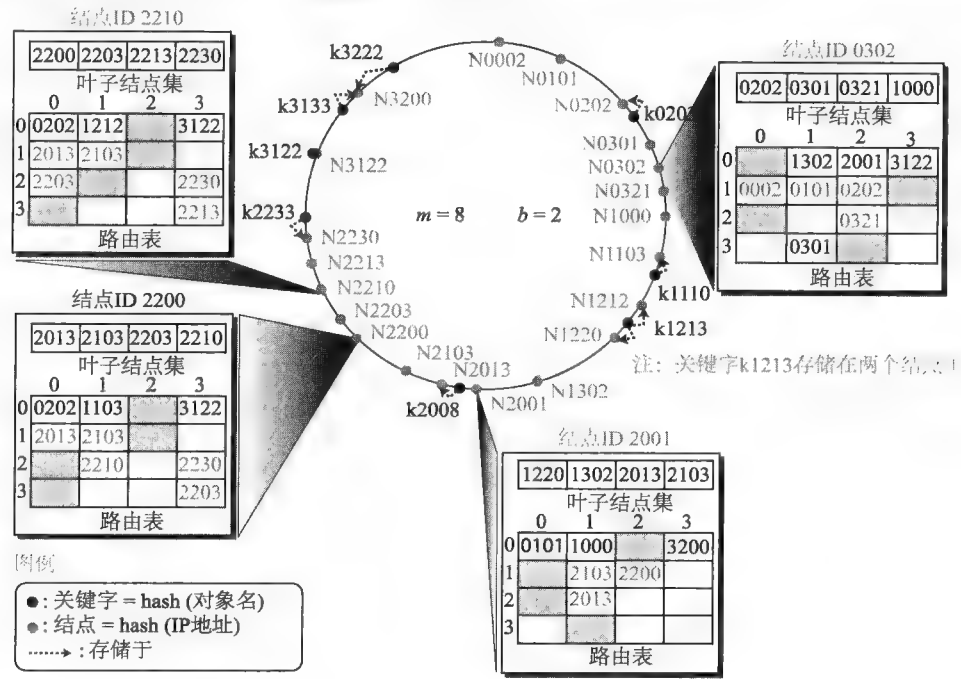 结点ID 2210
2200 2203 2213 2230
叶子结点集
0 1 2 3
0 0202 1212 3122
1 2013 2103
2 2203 2230
3 2213
路由表
结点ID 2200
2013 2103 2203 2210
叶子结点集
0 1 2 3
0 0202 1103 3122
1 2013 2103
2 2210 2230
3 2203
路由表
图例
●: 关键字 = hash (对象名)
●: 结点 = hash (IP地址)
: 存储于
k3222
k3133
N3200
k3122
N3122
k2233
N2230
N2213
N2210
N2203
N2200
N2103
N2013
k2008
N2001
N1302
N0002
N0101
N0202
k0202
N0301
N0302
N0321
N1000
N1103
k1110
N1212
k1213
N1220
m = 8
b = 2
结点ID 0302
0202 0301 0321 1000
叶子结点集
0 1 2 3
0 1302 2001 3122
1 0002 0101 0202
2 0321
3 0301
路由表
注：关键字k1213存储在两个结点
结点ID 2001
1220 1302 2013 2103
叶子结点集
0 1 2 3
0 0101 1000 3200
1 2103 2200
2 2013
3
路由表